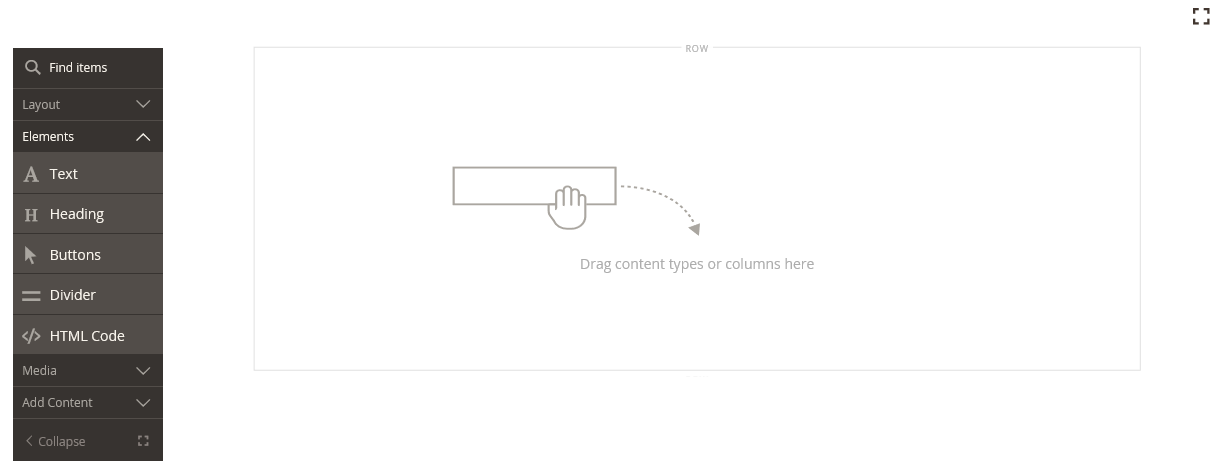 ROW
Find items
Layout
Elements
Text
Heading
Buttons
Divider
HTML Code
Media
Add Content
Collapse
Drag content types or columns here